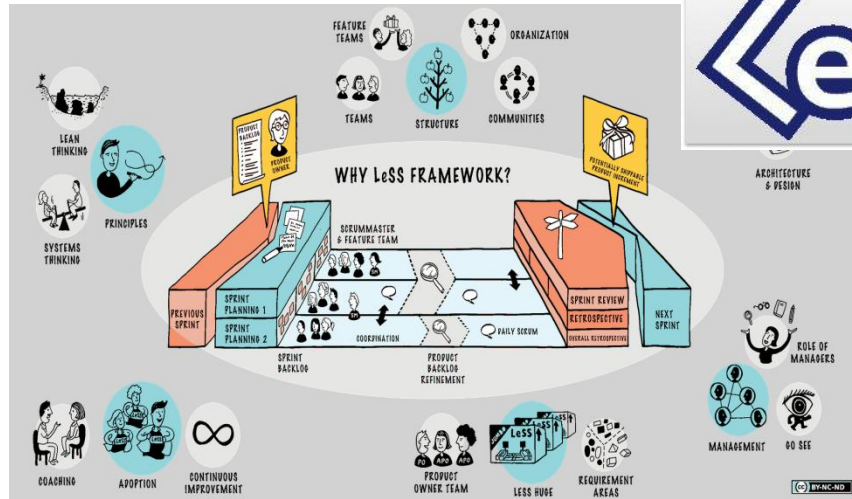 FEATURE
TEAMS
ORGANIZATION
TEAMS
STRUCTURE
COMMUNITIES
Le
LEAN
THINKING
PRINCIPLES
SYSTEMS
THINKING
PRODUCT
BACKLOG
PRODUCT
OWNER
WHY LeSS FRAMEWORK?
POTENTIALLY SHIPPABLE
PRODUCT INCREMENT
ARCHITECTURE
& DESIGN
SCRUMMASTER
& FEATURE TEAM
PREVIOUS
SPRINT
SPRINT
PLANNING 1
SPRINT
PLANNING 2
SM
COORDINATION
DAILY SCRUM
SPRINT
BACKLOG
PRODUCT
BACKLOG
REFINEMENT
SPRINT REVIEW
RETROSPECTIVE
OVERALL RETROSPECTIVE
NEXT
SPRINT
ROLE OF
MANAGERS
MANAGEMENT
GO SEE
COACHING
ADOPTION
CONTINUOUS
IMPROVEMENT
PO
APO
APO
PRODUCT
OWNER TEAM
LeSS
LESS HUGE
REQUIREMENT
AREAS
cc BY-NC-ND